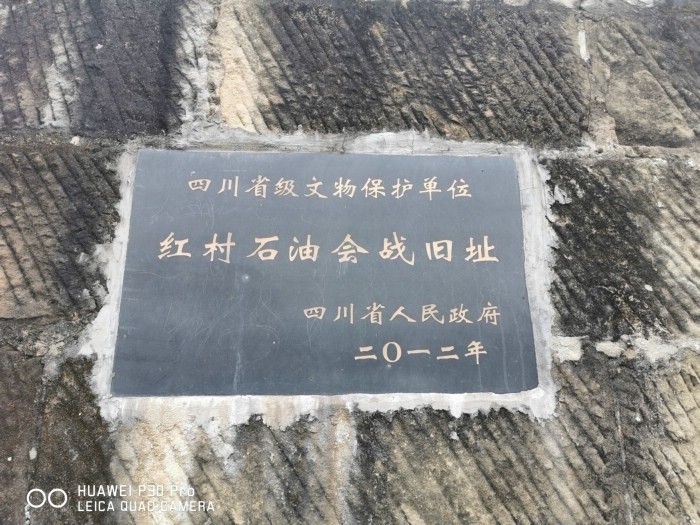 四川省级文物保护单位
红村石油会战旧址
四川省人民政府
二〇一二年
HUAWEI P30 Pro
LEICA QUAD CAMERA